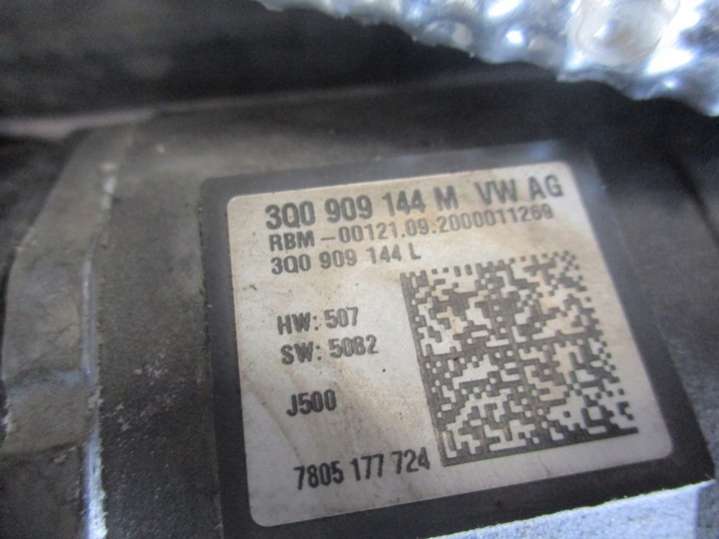 3Q0 909 144 M VW AG
RBM-00121.09.2000011269
3Q0 909 144 L
HW: 507
SW: 5082
J500
7805 177 724